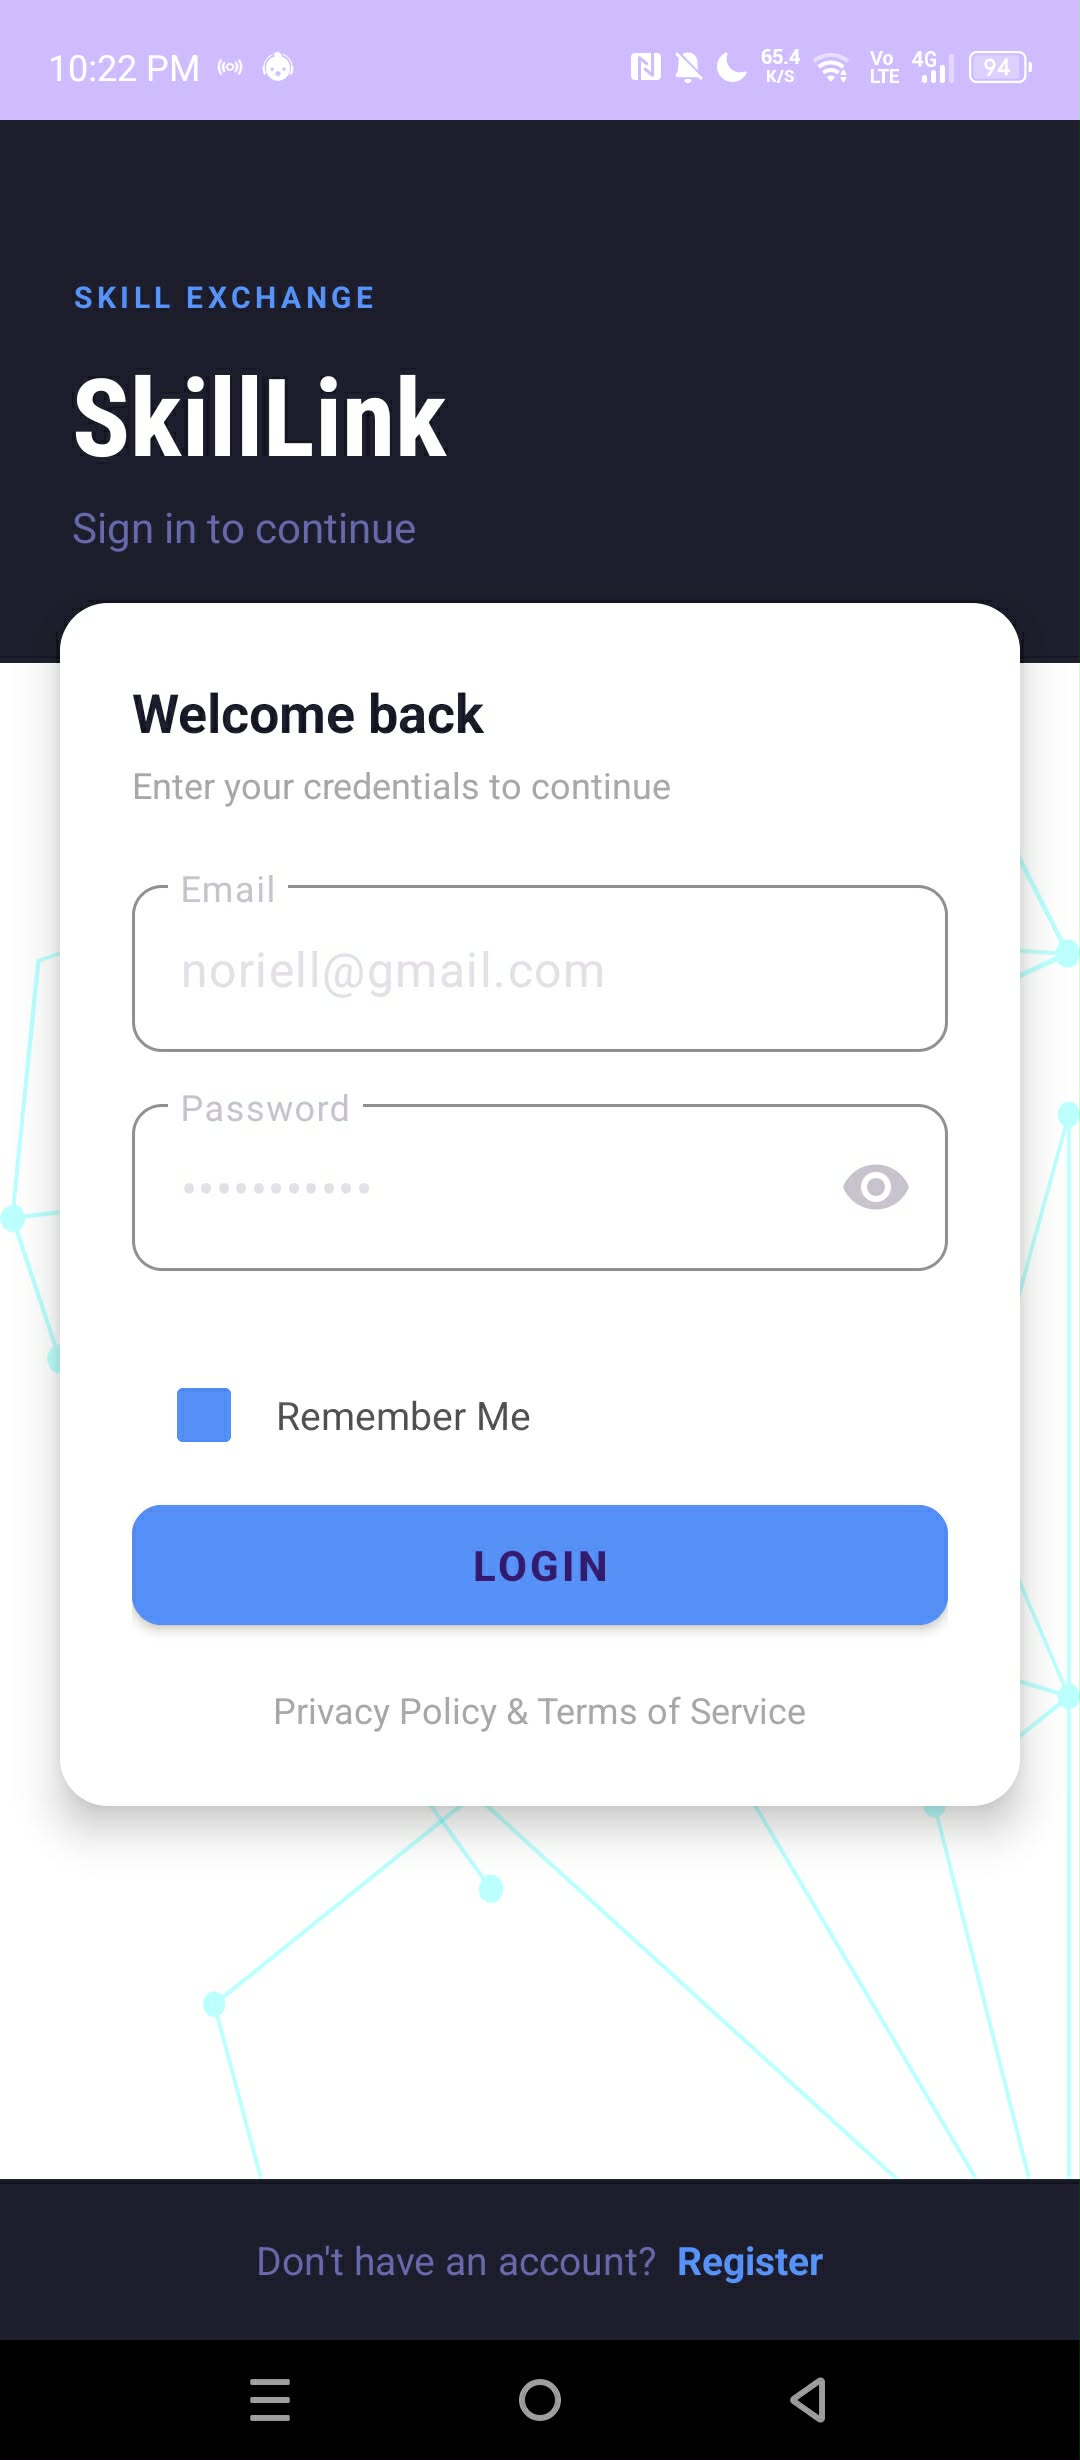 10:22 PM 65.4 K/S Vo LTE 4G 94
SKILL EXCHANGE
SkillLink
Sign in to continue
Welcome back
Enter your credentials to continue
Email
noriell@gmail.com
Password
•••••••••••
Remember Me
LOGIN
Privacy Policy & Terms of Service
Don't have an account? Register